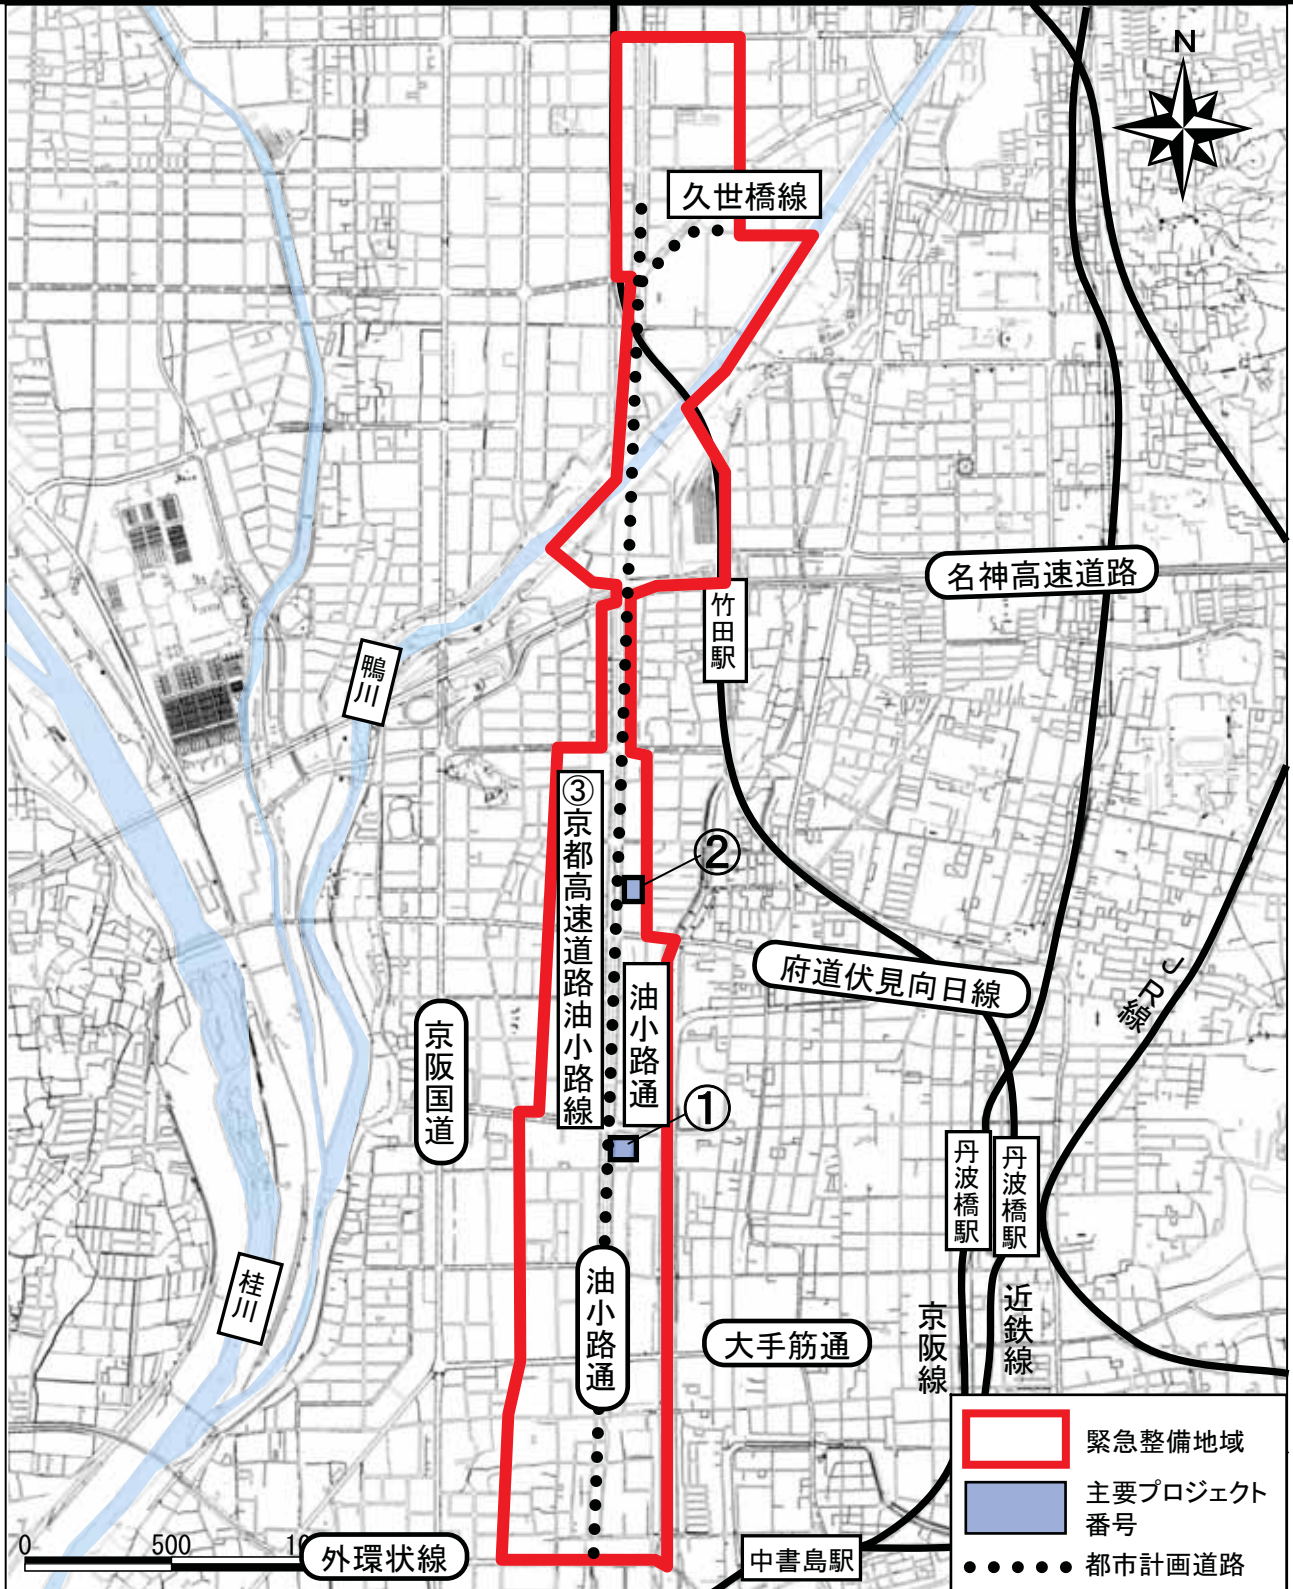 N
久世橋線
名神高速道路
竹田駅
鴨川
③京都高速道路油小路線
②
府道伏見向日線
JR線
油小路通
京阪国道
①
丹波橋駅
丹波橋駅
桂川
油小路通
大手筋通
京阪線
近鉄線
緊急整備地域
主要プロジェクト
番号
都市計画道路
0 500 10
外環状線
中書島駅